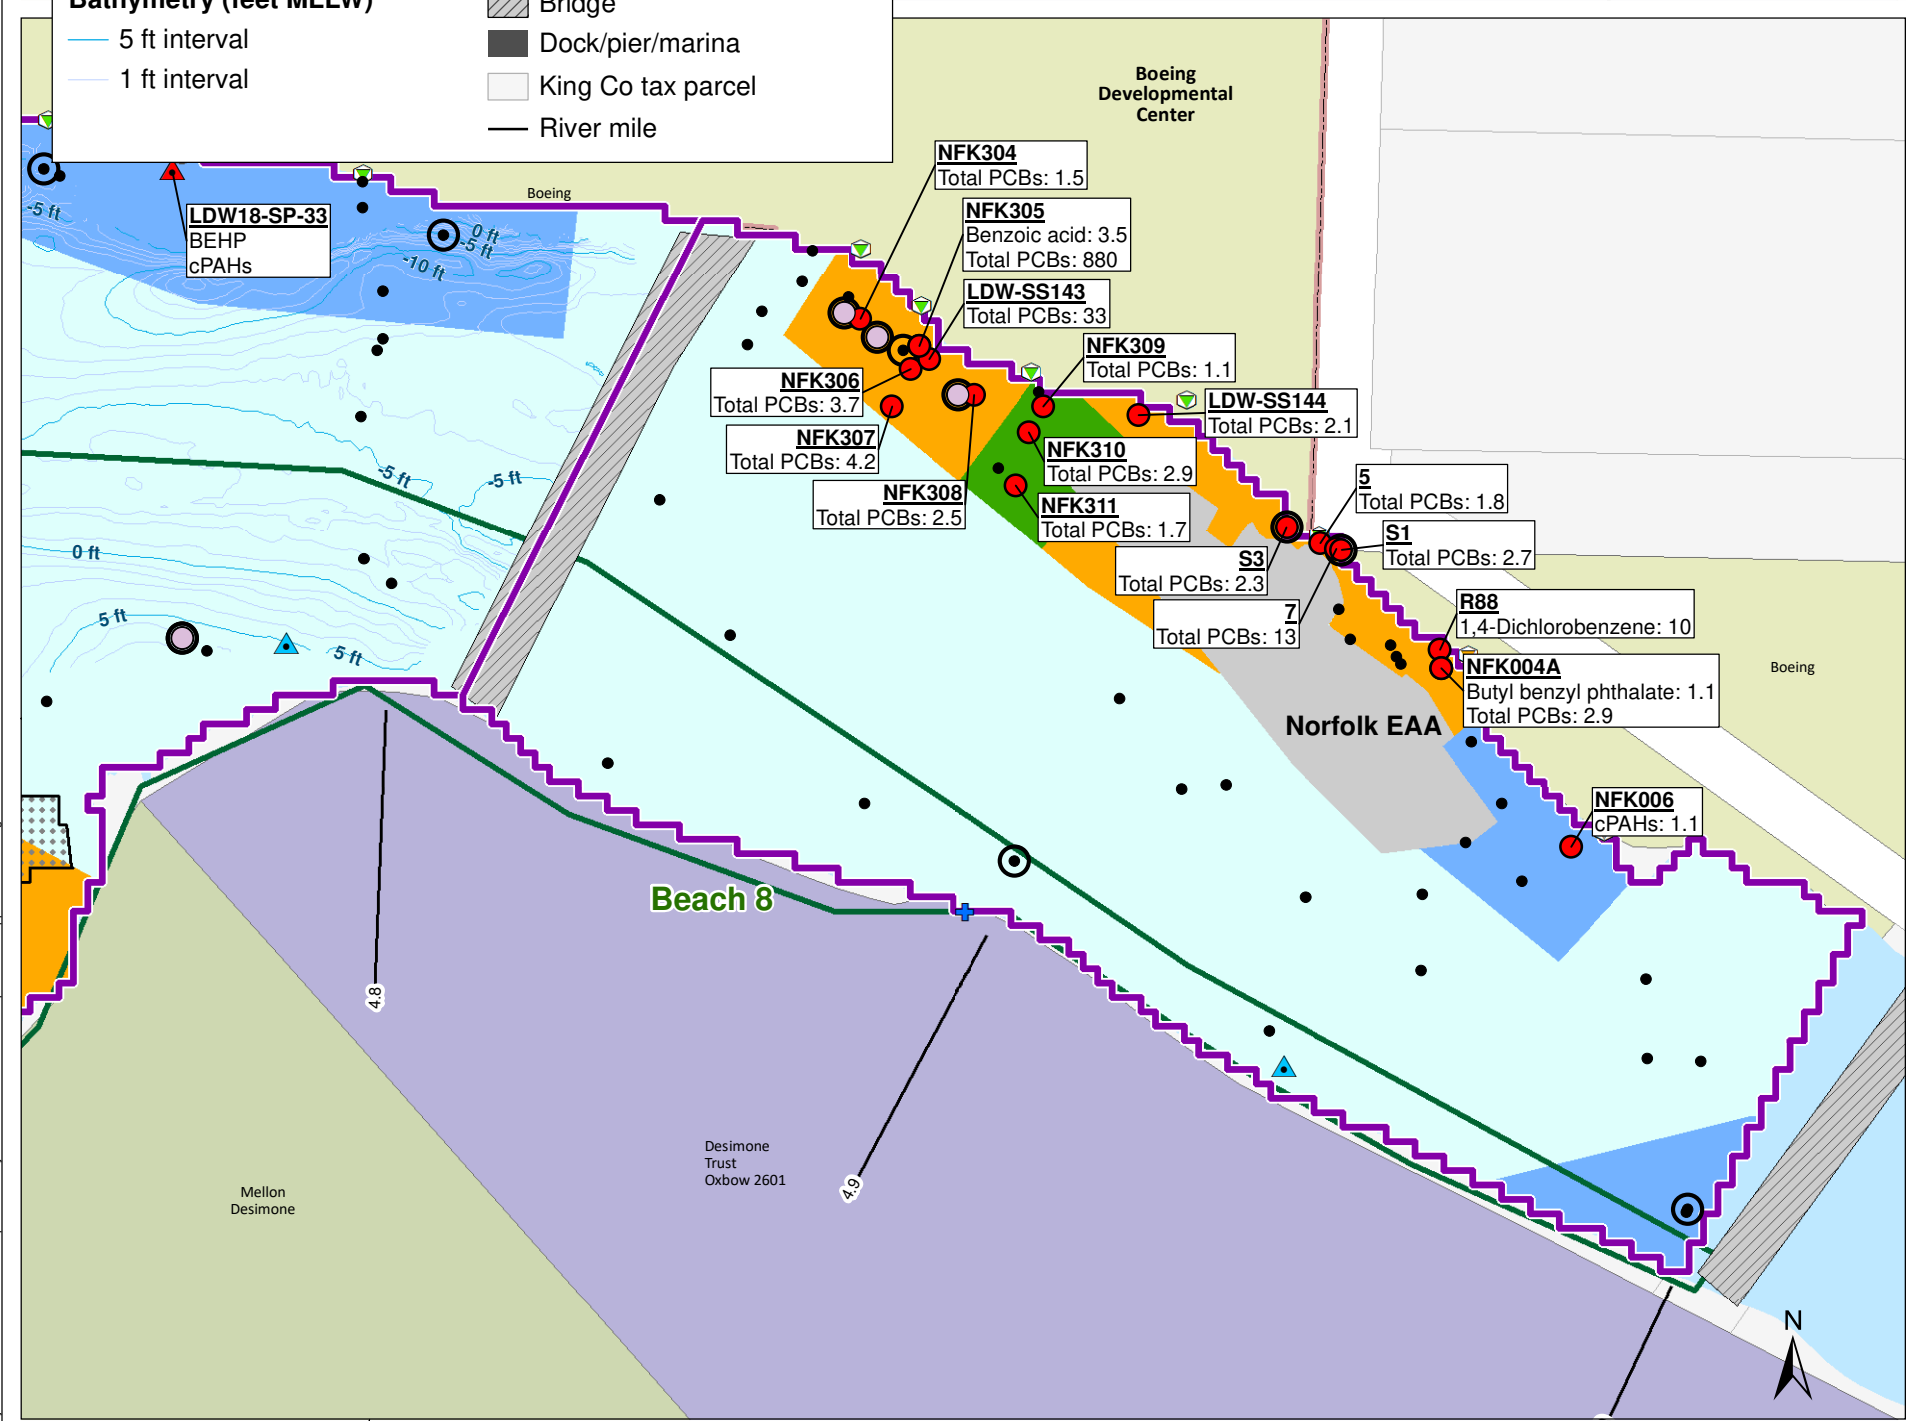 Bathymetry (feet MLLW)
5 ft interval
1 ft interval
Bridge
Dock/pier/marina
King Co tax parcel
River mile
Boeing
Developmental
Center
Boeing
LDW18-SP-33
BEHP
cPAHs
-5 ft
0 ft
-5 ft
-10 ft
NFK304
Total PCBs: 1.5
NFK305
Benzoic acid: 3.5
Total PCBs: 880
LDW-SS143
Total PCBs: 33
NFK309
Total PCBs: 1.1
NFK306
Total PCBs: 3.7
LDW-SS144
Total PCBs: 2.1
NFK307
Total PCBs: 4.2
NFK310
Total PCBs: 2.9
NFK308
Total PCBs: 2.5
NFK311
Total PCBs: 1.7
5
Total PCBs: 1.8
S1
Total PCBs: 2.7
S3
Total PCBs: 2.3
7
Total PCBs: 13
R88
1,4-Dichlorobenzene: 10
NFK004A
Butyl benzyl phthalate: 1.1
Total PCBs: 2.9
Boeing
-5 ft
-5 ft
0 ft
5 ft
5 ft
Norfolk EAA
NFK006
cPAHs: 1.1
Beach 8
4.8
4.9
Desimone
Trust
Oxbow 2601
Mellon
Desimone
N